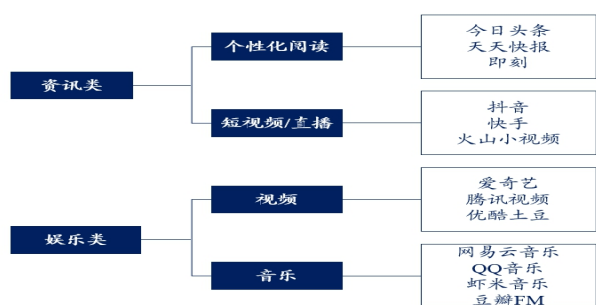 资讯类
个性化阅读
今日头条
天天快报
即刻
短视频/直播
抖音
快手
火山小视频
娱乐类
视频
爱奇艺
腾讯视频
优酷土豆
音乐
网易云音乐
QQ音乐
虾米音乐
豆瓣FM